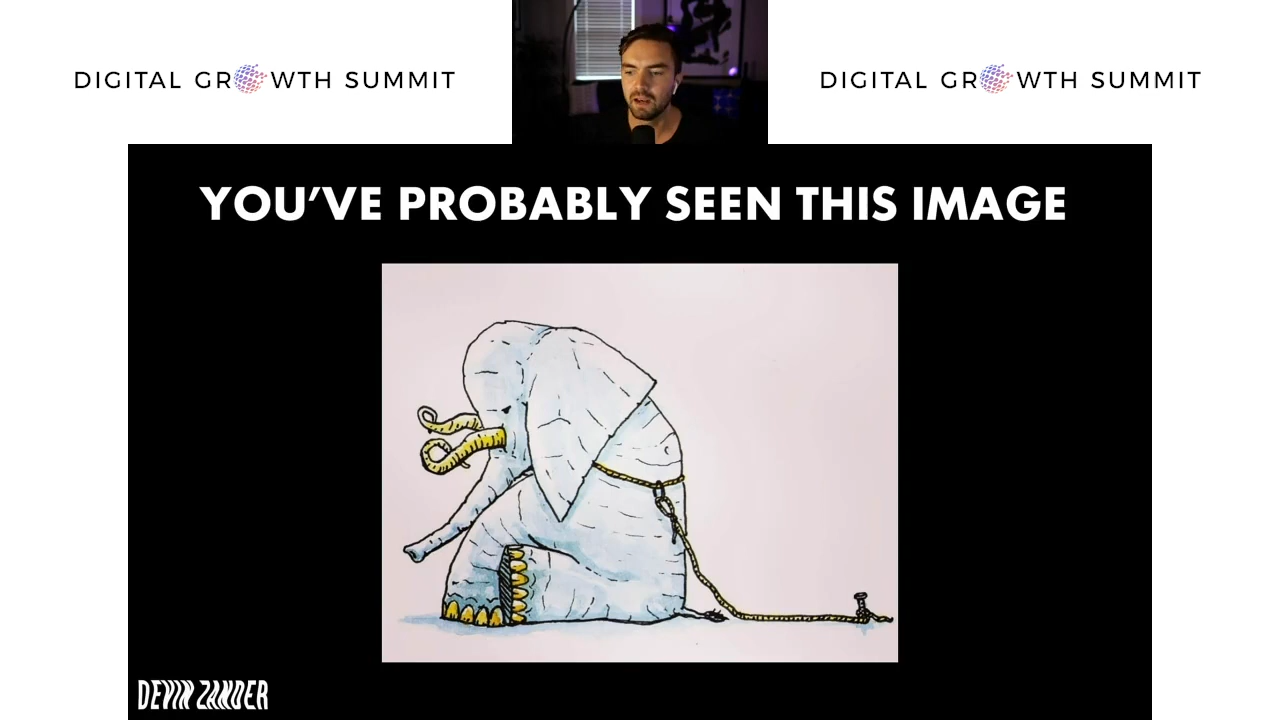 DIGITAL GROWTH SUMMIT
DIGITAL GROWTH SUMMIT
YOU'VE PROBABLY SEEN THIS IMAGE
DEVIN ZANDER